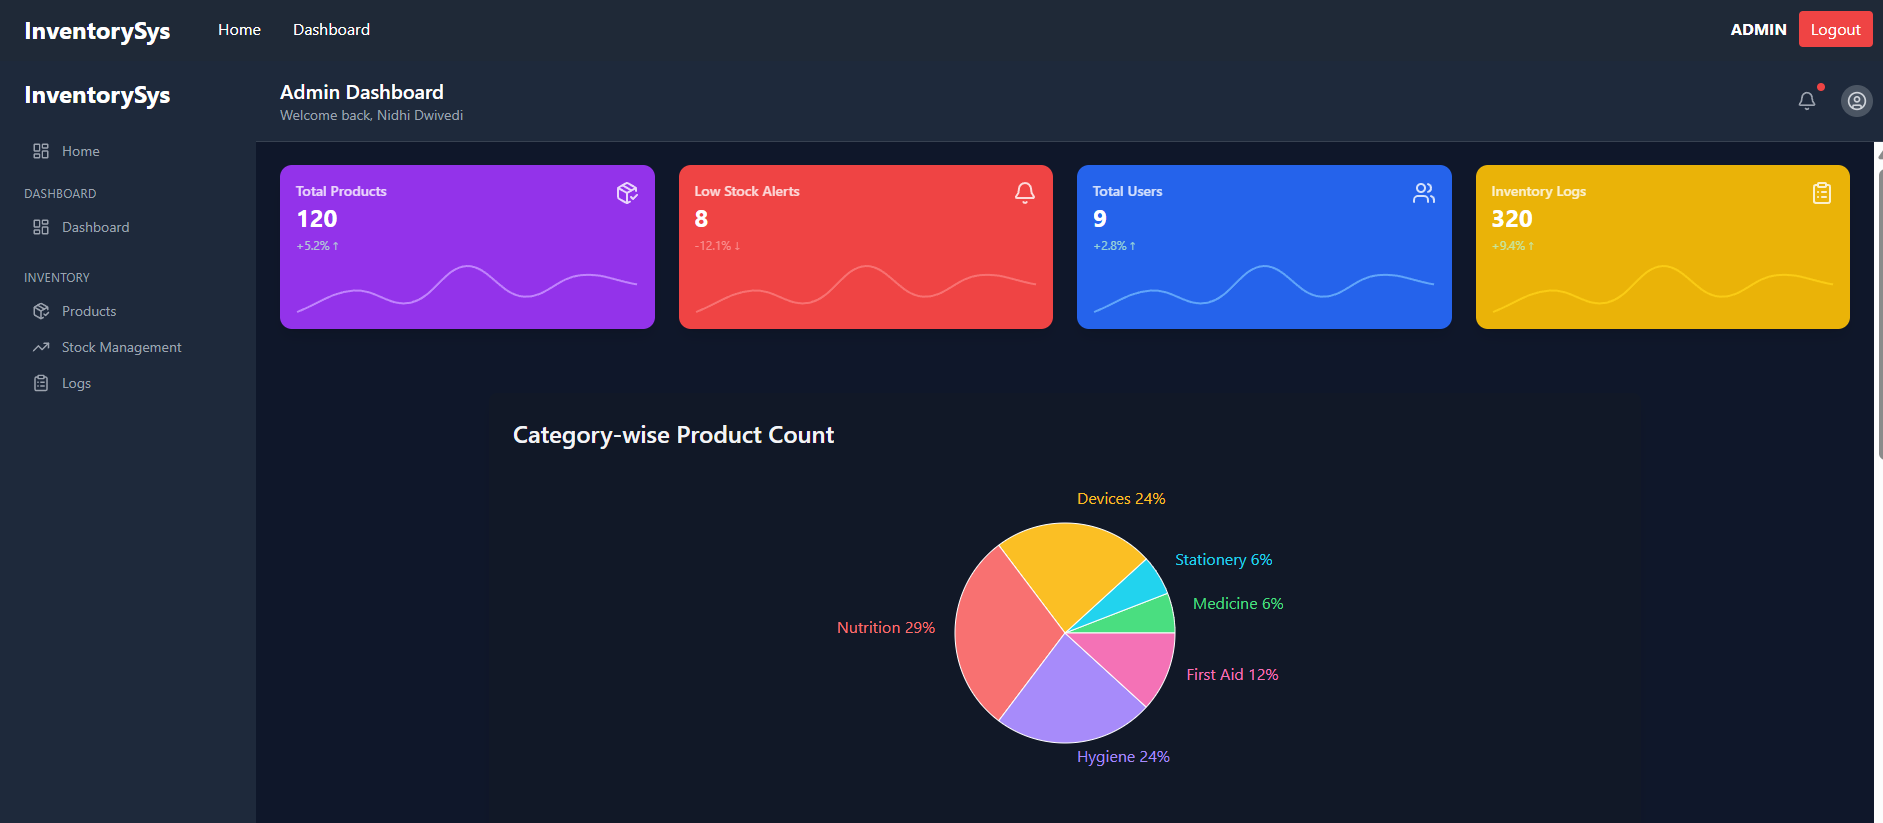 InventorySys
Home
Dashboard
ADMIN
Logout
InventorySys
Home
DASHBOARD
Dashboard
INVENTORY
Products
Stock Management
Logs
Admin Dashboard
Welcome back, Nidhi Dwivedi
Total Products
120
+5.2% ↑
Low Stock Alerts
8
-12.1% ↓
Total Users
9
+2.8% ↑
Inventory Logs
320
+9.4% ↑
Category-wise Product Count
Devices 24%
Stationery 6%
Medicine 6%
Nutrition 29%
First Aid 12%
Hygiene 24%